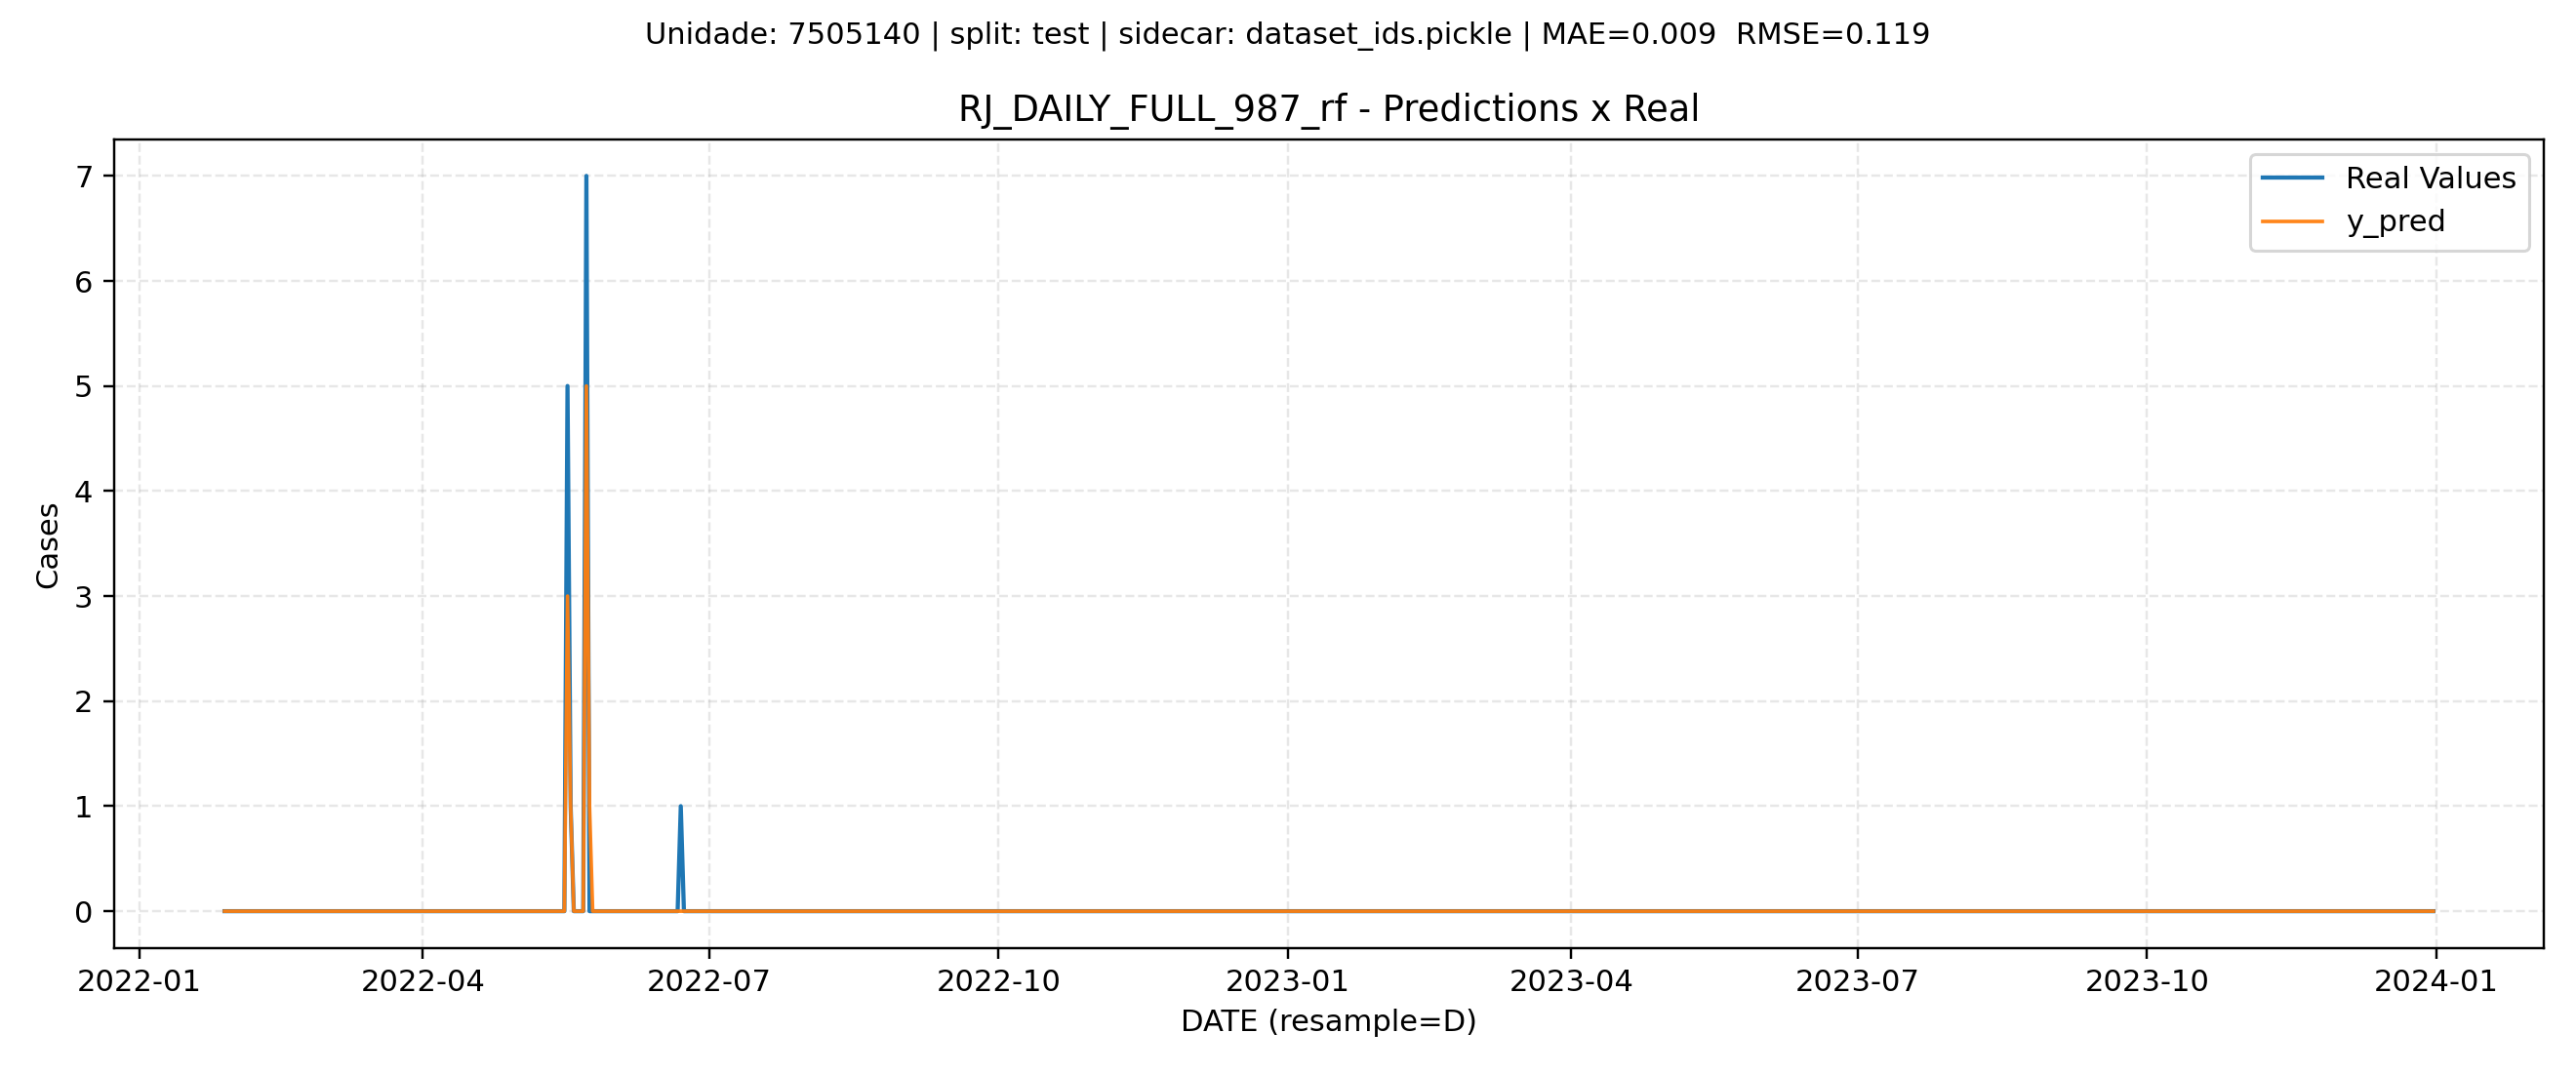 Unidade: 7505140 | split: test | sidecar: dataset_ids.pickle | MAE=0.009  RMSE=0.119
RJ_DAILY_FULL_987_rf - Predictions x Real
Real Values
y_pred
7
6
5
4
3
2
1
0
Cases
2022-01
2022-04
2022-07
2022-10
2023-01
2023-04
2023-07
2023-10
2024-01
DATE (resample=D)